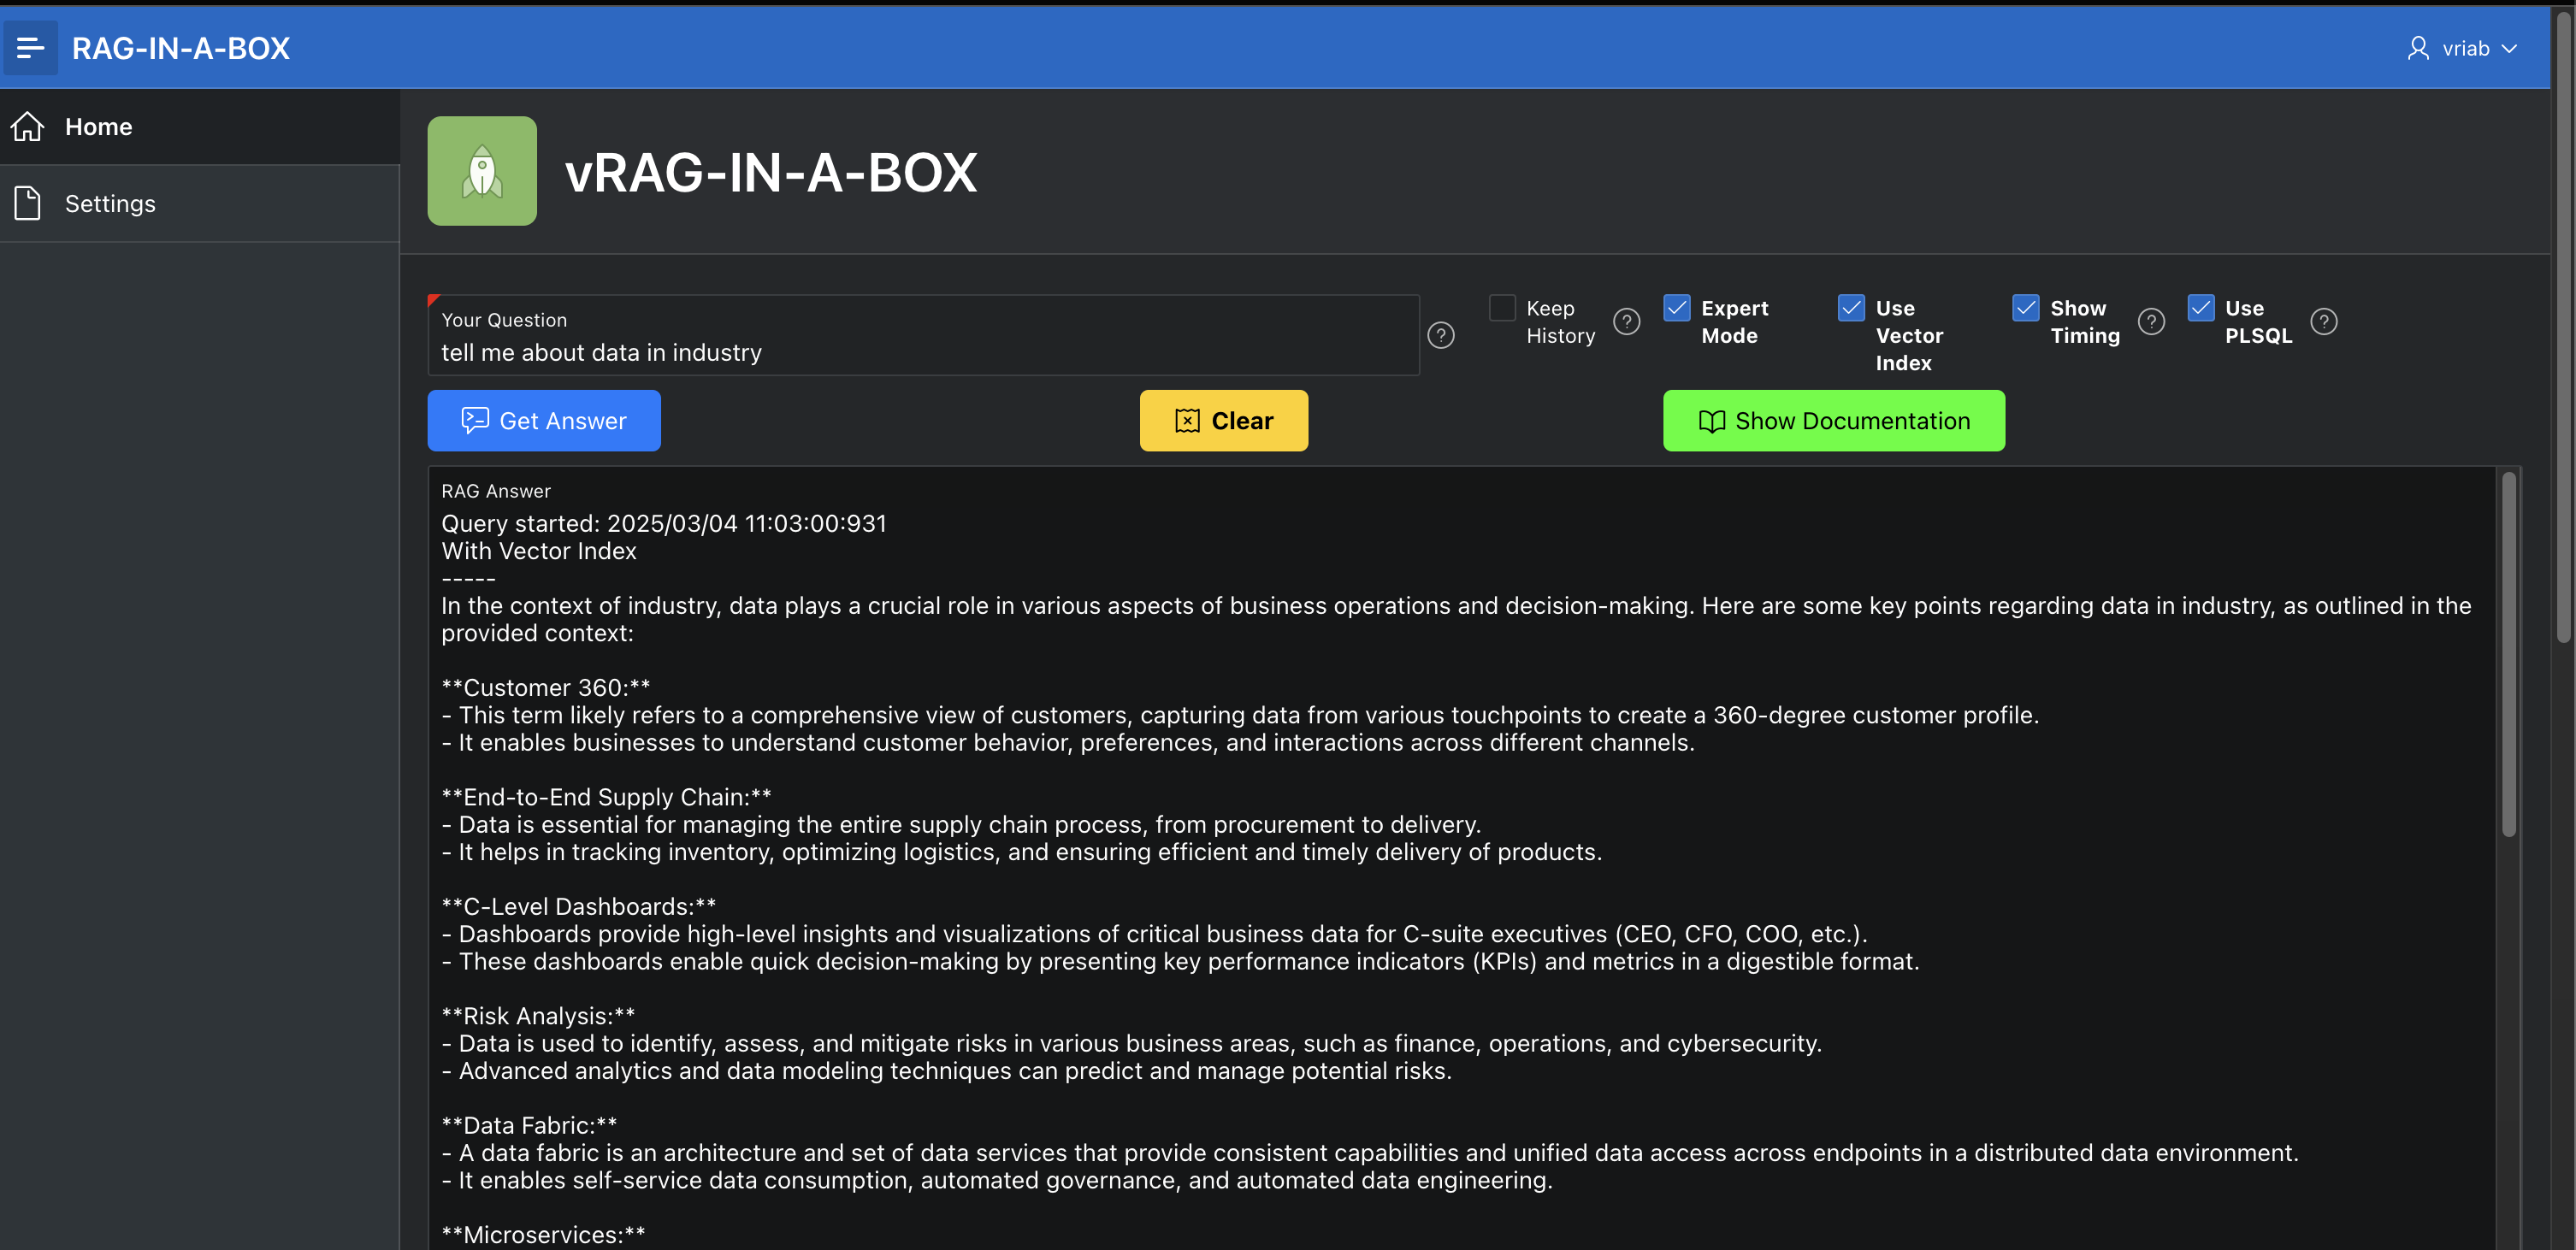 RAG-IN-A-BOX
vriab
Home
Settings
vRAG-IN-A-BOX
Your Question
tell me about data in industry
?
Keep
History
?
Expert
Mode
Use
Vector
Index
Show
Timing
?
Use
PLSQL
?
Get Answer
Clear
Show Documentation
RAG Answer
Query started: 2025/03/04 11:03:00:931
With Vector Index
-----
In the context of industry, data plays a crucial role in various aspects of business operations and decision-making. Here are some key points regarding data in industry, as outlined in the
provided context:
**Customer 360:**
- This term likely refers to a comprehensive view of customers, capturing data from various touchpoints to create a 360-degree customer profile.
- It enables businesses to understand customer behavior, preferences, and interactions across different channels.
**End-to-End Supply Chain:**
- Data is essential for managing the entire supply chain process, from procurement to delivery.
- It helps in tracking inventory, optimizing logistics, and ensuring efficient and timely delivery of products.
**C-Level Dashboards:**
- Dashboards provide high-level insights and visualizations of critical business data for C-suite executives (CEO, CFO, COO, etc.).
- These dashboards enable quick decision-making by presenting key performance indicators (KPIs) and metrics in a digestible format.
**Risk Analysis:**
- Data is used to identify, assess, and mitigate risks in various business areas, such as finance, operations, and cybersecurity.
- Advanced analytics and data modeling techniques can predict and manage potential risks.
**Data Fabric:**
- A data fabric is an architecture and set of data services that provide consistent capabilities and unified data access across endpoints in a distributed data environment.
- It enables self-service data consumption, automated governance, and automated data engineering.
**Microservices:**